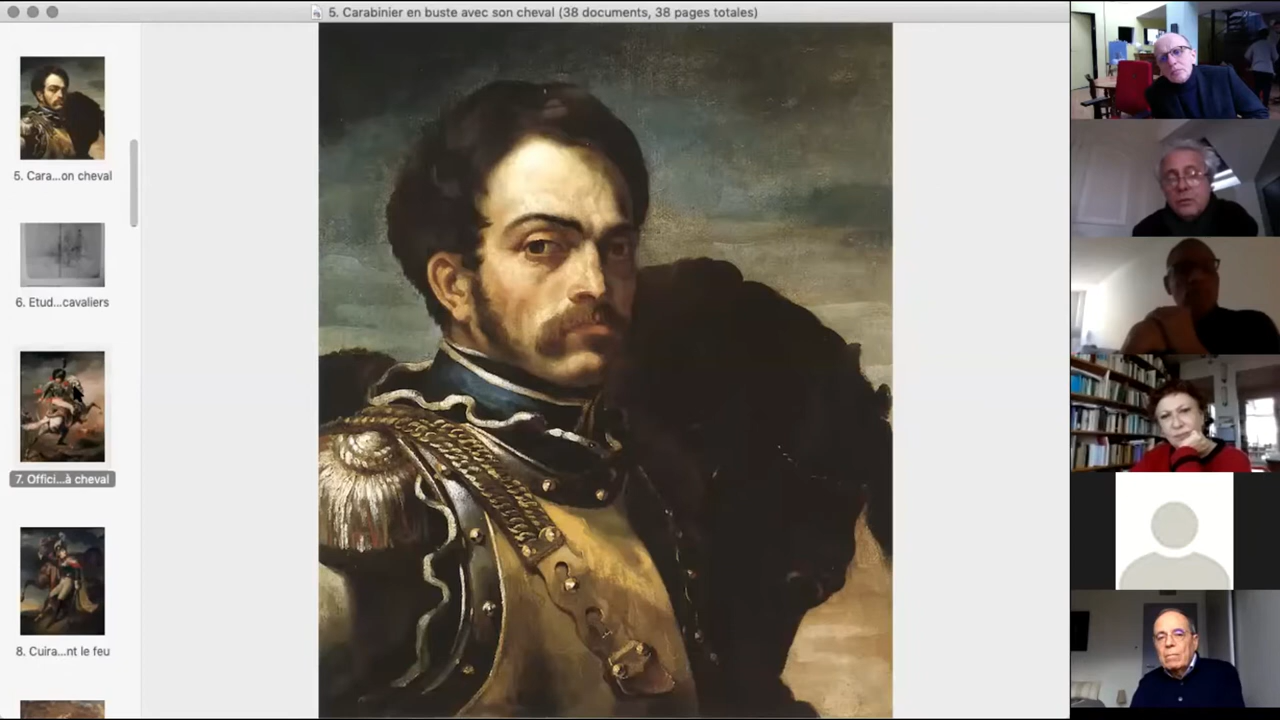 5. Carabinier en buste avec son cheval (38 documents, 38 pages totales)
5. Cara...on cheval
6. Etud...cavaliers
7. Offici...à cheval
8. Cuira...nt le feu